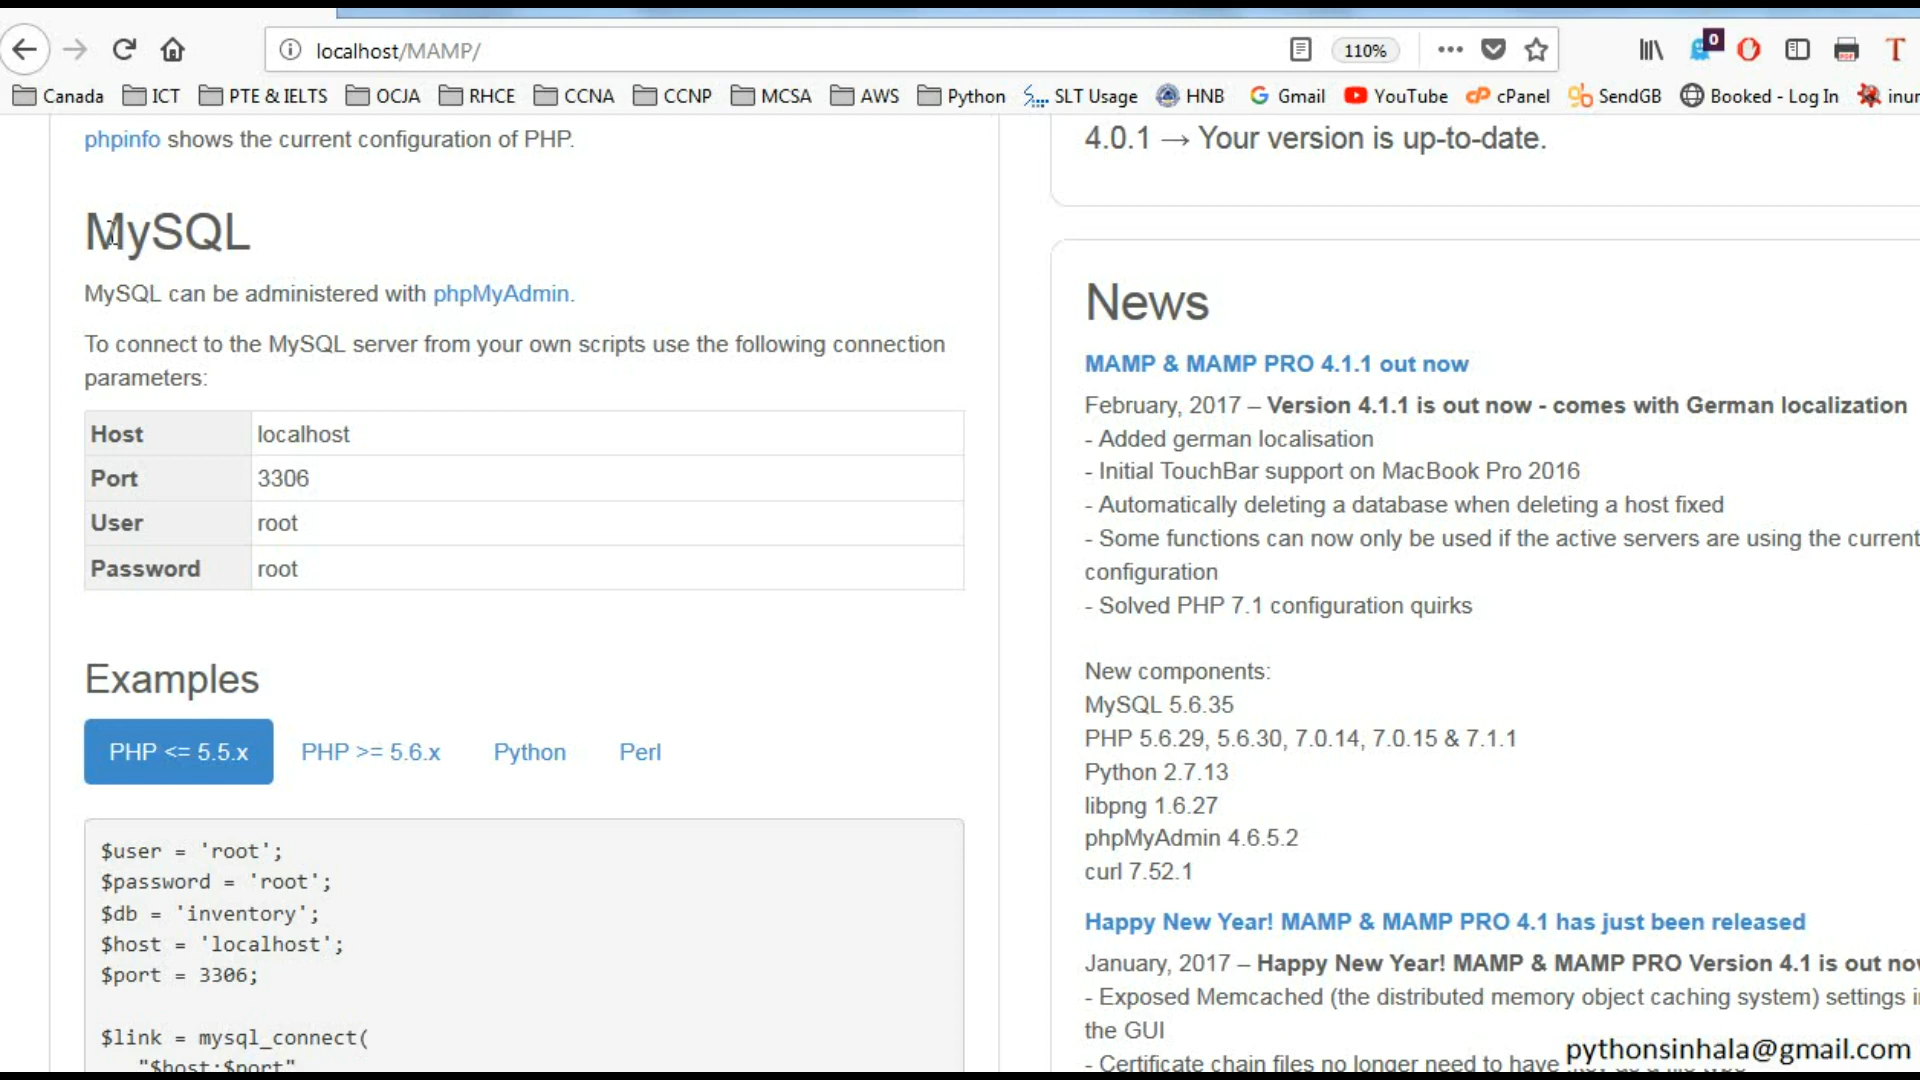 localhost/MAMP/
110%
0
T
Canada ICT PTE & IELTS OCJA RHCE CCNA CCNP MCSA AWS Python SLT Usage HNB Gmail YouTube cPanel SendGB Booked - Log In inur
phpinfo shows the current configuration of PHP.
MySQL
MySQL can be administered with phpMyAdmin.
To connect to the MySQL server from your own scripts use the following connection
parameters:
Host localhost
Port 3306
User root
Password root
Examples
PHP <= 5.5.x PHP >= 5.6.x Python Perl
$user = 'root';
$password = 'root';
$db = 'inventory';
$host = 'localhost';
$port = 3306;
$link = mysql_connect(
"$host:$port"
4.0.1 → Your version is up-to-date.
News
MAMP & MAMP PRO 4.1.1 out now
February, 2017 – Version 4.1.1 is out now - comes with German localization
- Added german localisation
- Initial TouchBar support on MacBook Pro 2016
- Automatically deleting a database when deleting a host fixed
- Some functions can now only be used if the active servers are using the current
configuration
- Solved PHP 7.1 configuration quirks
New components:
MySQL 5.6.35
PHP 5.6.29, 5.6.30, 7.0.14, 7.0.15 & 7.1.1
Python 2.7.13
libpng 1.6.27
phpMyAdmin 4.6.5.2
curl 7.52.1
Happy New Year! MAMP & MAMP PRO 4.1 has just been released
January, 2017 – Happy New Year! MAMP & MAMP PRO Version 4.1 is out now
- Exposed Memcached (the distributed memory object caching system) settings in
the GUI
- Certificate chain files no longer need to have
pythonsinhala@gmail.com